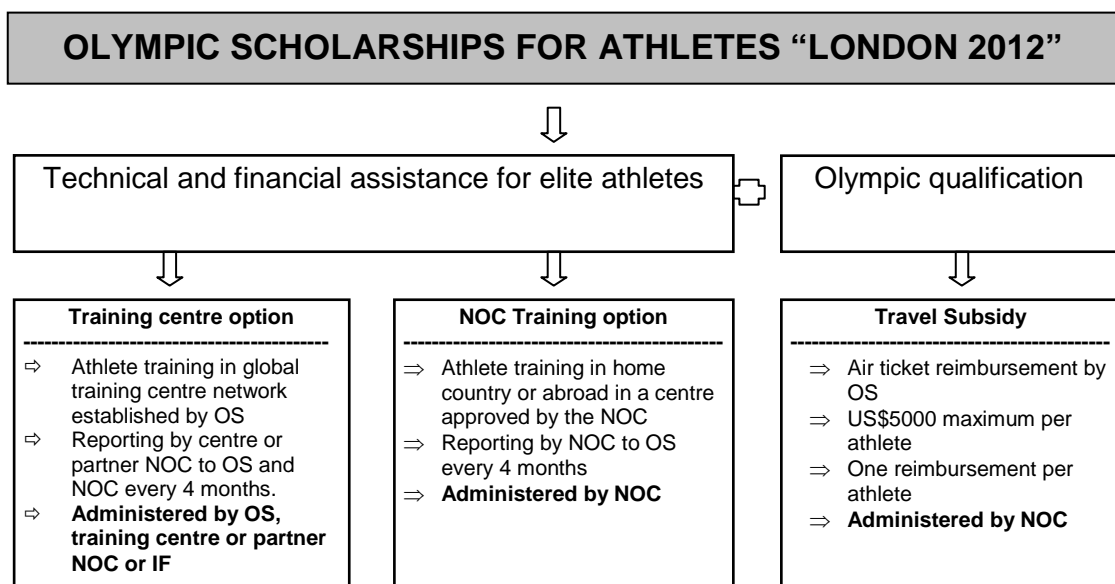 OLYMPIC SCHOLARSHIPS FOR ATHLETES “LONDON 2012”
Technical and financial assistance for elite athletes
Olympic qualification
Training centre option
Athlete training in global
training centre network
established by OS
Reporting by centre or
partner NOC to OS and
NOC every 4 months.
Administered by OS,
training centre or partner
NOC or IF
NOC Training option
Athlete training in home
country or abroad in a centre
approved by the NOC
Reporting by NOC to OS
every 4 months
Administered by NOC
Travel Subsidy
Air ticket reimbursement by
OS
US$5000 maximum per
athlete
One reimbursement per
athlete
Administered by NOC